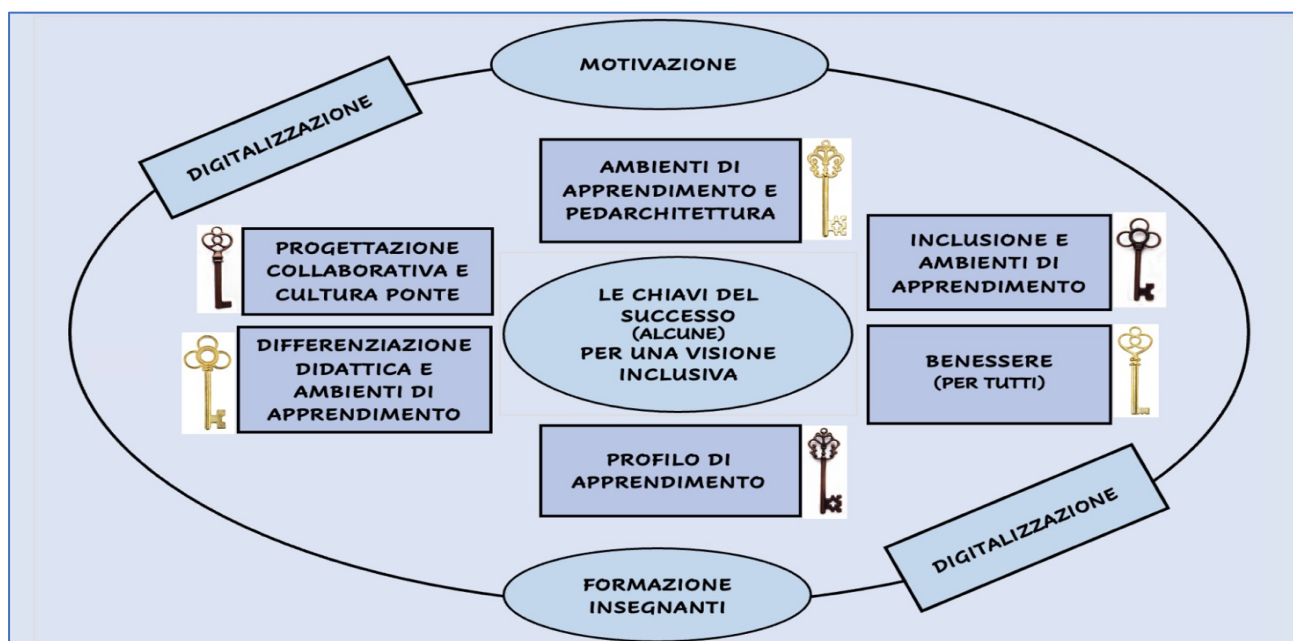 MOTIVAZIONE
DIGITALIZZAZIONE
AMBIENTI DI
APPRENDIMENTO E
PEDARCHITETTURA
PROGETTAZIONE
COLLABORATIVA E
CULTURA PONTE
INCLUSIONE E
AMBIENTI DI
APPRENDIMENTO
LE CHIAVI DEL
SUCCESSO
(ALCUNE)
PER UNA VISIONE
INCLUSIVA
DIFFERENZIAZIONE
DIDATTICA E
AMBIENTI DI
APPRENDIMENTO
BENESSERE
(PER TUTTI)
PROFILO DI
APPRENDIMENTO
DIGITALIZZAZIONE
FORMAZIONE
INSEGNANTI